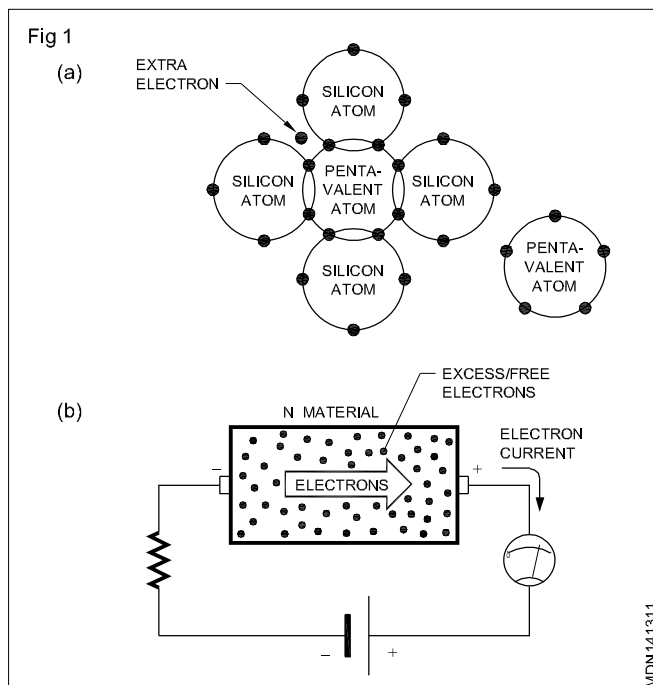 Fig 1
(a)
EXTRA
ELECTRON
SILICON
ATOM
SILICON
ATOM
PENTA-
VALENT
ATOM
SILICON
ATOM
SILICON
ATOM
PENTA-
VALENT
ATOM
(b)
N MATERIAL
EXCESS/FREE
ELECTRONS
ELECTRON
CURRENT
-
ELECTRONS
+
-
+
MDN141311